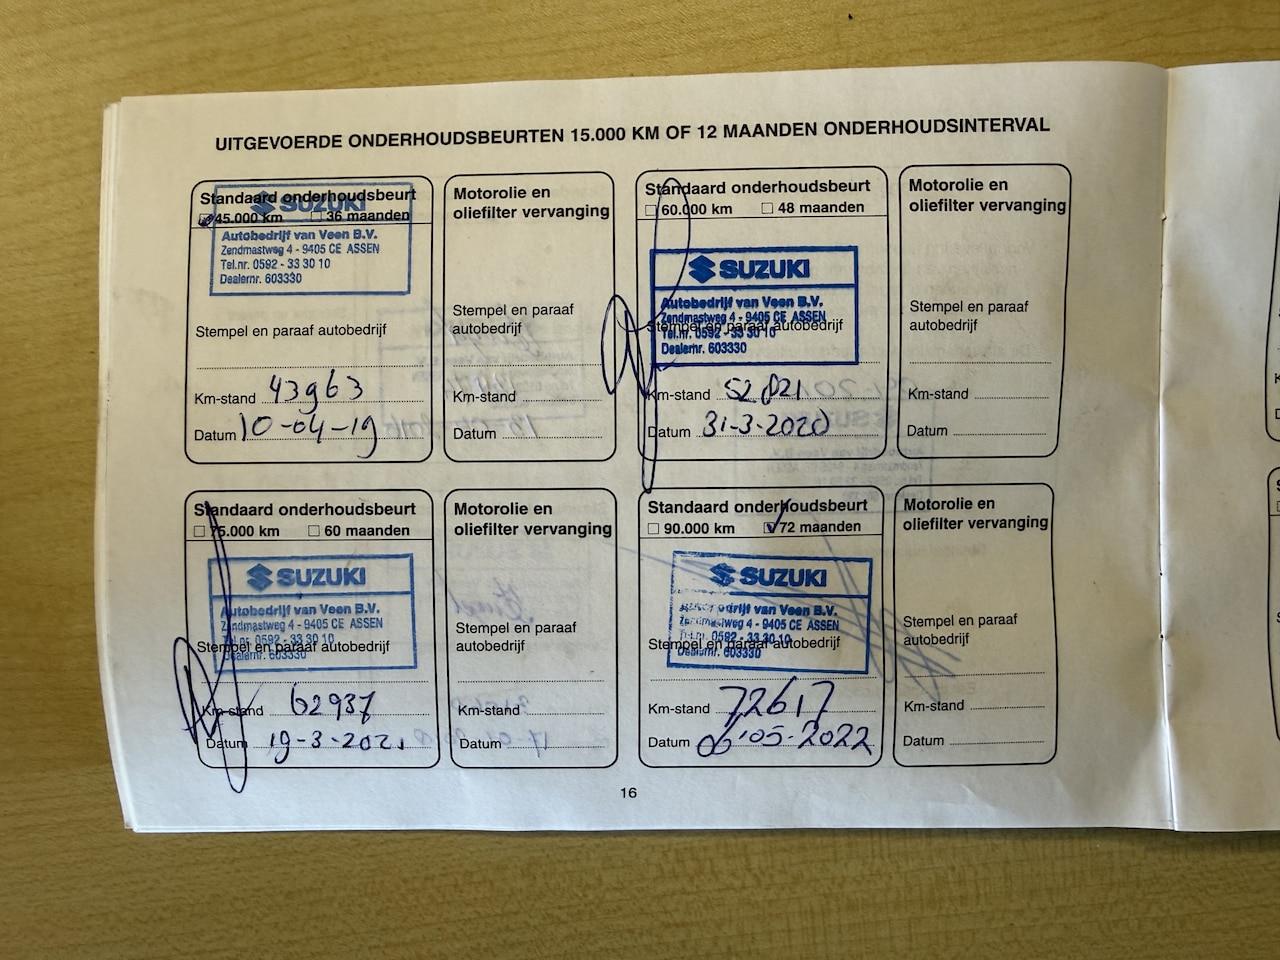 UITGEVOERDE ONDERHOUDSBEURTEN 15.000 KM OF 12 MAANDEN ONDERHOUDSINTERVAL
Standaard onderhoudsbeurt
45.000 km 36 maanden
SUZUKI
Autobedrijf van Veen B.V.
Zendmastweg 4 - 9405 CE ASSEN
Tel.nr. 0592 - 33 30 10
Dealernr. 603330
Stempel en paraaf autobedrijf
Km-stand 43963
Datum 10-04-19
Motorolie en
oliefilter vervanging
Stempel en paraaf
autobedrijf
Km-stand
Datum
Standaard onderhoudsbeurt
60.000 km 48 maanden
SUZUKI
Autobedrijf van Veen B.V.
Zendmastweg 4 - 9405 CE ASSEN
Stempel en paraaf autobedrijf
Tel.nr. 0592 - 33 30 10
Dealernr. 603330
Km-stand 52821
Datum 31-3-2020
Motorolie en
oliefilter vervanging
Stempel en paraaf
autobedrijf
Km-stand
Datum
Standaard onderhoudsbeurt
75.000 km 60 maanden
SUZUKI
Autobedrijf van Veen B.V.
Zendmastweg 4 - 9405 CE ASSEN
Tel.nr. 0592 - 33 30 10
Stempel en paraaf autobedrijf
Dealernr. 603330
Km-stand 62937
Datum 19-3-2021
Motorolie en
oliefilter vervanging
Stempel en paraaf
autobedrijf
Km-stand
Datum
Standaard onderhoudsbeurt
90.000 km 72 maanden
SUZUKI
Autobedrijf van Veen B.V.
Zendmastweg 4 - 9405 CE ASSEN
Tel.nr. 0592 - 33 30 10
Stempel en paraaf autobedrijf
Dealernr. 603330
Km-stand 72617
Datum 06-05-2022
Motorolie en
oliefilter vervanging
Stempel en paraaf
autobedrijf
Km-stand
Datum
16